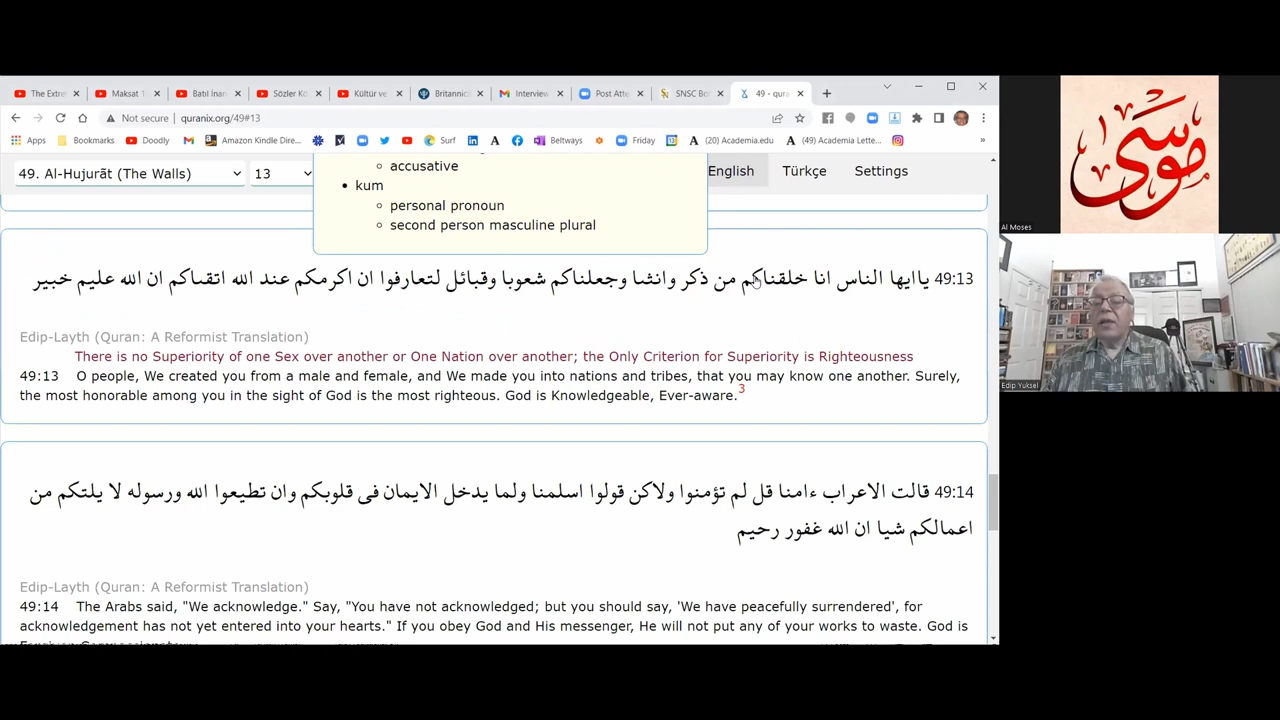 The Extre
Maksat 1
Batıl İnan
Sözler Kö
Kültür ve
Britannic
Interview
Post Atte
SNSC Bo
49 - qura
Not secure | quranix.org/49#13
Apps
Bookmarks
Doodly
Amazon Kindle Dire
Surf
Beltways
Friday
(20) Academia.edu
(49) Academia Lette
49. Al-Hujurāt (The Walls)
13
English
Türkçe
Settings
accusative
kum
personal pronoun
second person masculine plural
49:13 ياايها الناس انا خلقناكم من ذكر وانثىا وجعلناكم شعوبا وقبائل لتعارفوا ان اكرمكم عند الله اتقىاكم ان الله عليم خبير
Edip-Layth (Quran: A Reformist Translation)
There is no Superiority of one Sex over another or One Nation over another; the Only Criterion for Superiority is Righteousness
49:13 O people, We created you from a male and female, and We made you into nations and tribes, that you may know one another. Surely,
the most honorable among you in the sight of God is the most righteous. God is Knowledgeable, Ever-aware.3
49:14 قالت الاعراب ءامنا قل لم تؤمنوا ولاكن قولوا اسلمنا ولما يدخل الايمان فى قلوبكم وان تطيعوا الله ورسوله لا يلتكم من
اعمالكم شيا ان الله غفور رحيم
Edip-Layth (Quran: A Reformist Translation)
49:14 The Arabs said, "We acknowledge." Say, "You have not acknowledged; but you should say, 'We have peacefully surrendered', for
acknowledgement has not yet entered into your hearts." If you obey God and His messenger, He will not put any of your works to waste. God is
موسى
Al Moses
Edip Yuksel